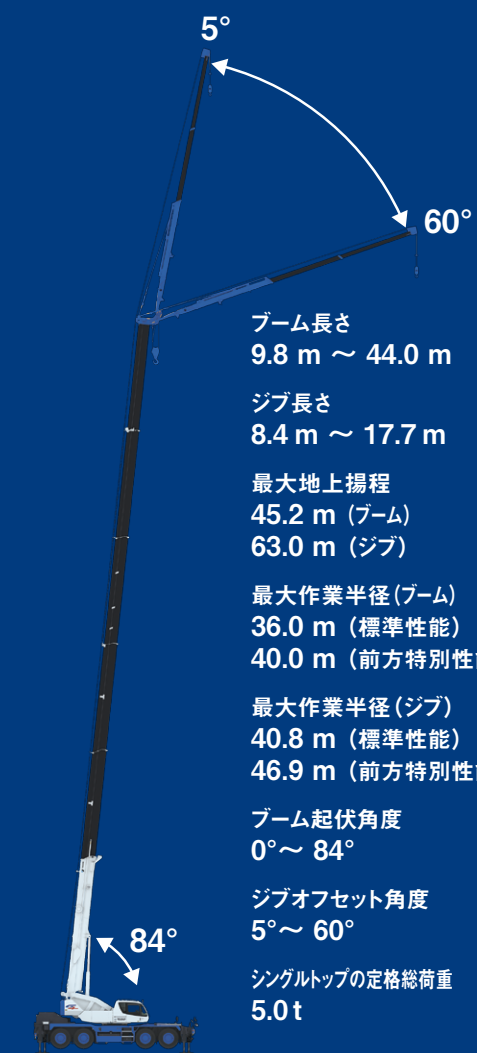 5°
60°
ブーム長さ
9.8 m ～ 44.0 m
ジブ長さ
8.4 m ～ 17.7 m
最大地上揚程
45.2 m (ブーム)
63.0 m (ジブ)
最大作業半径(ブーム)
36.0 m (標準性能)
40.0 m (前方特別性
最大作業半径(ジブ)
40.8 m (標準性能)
46.9 m (前方特別性
ブーム起伏角度
0°～ 84°
ジブオフセット角度
5°～ 60°
84°
シングルトップの定格総荷重
5.0 t